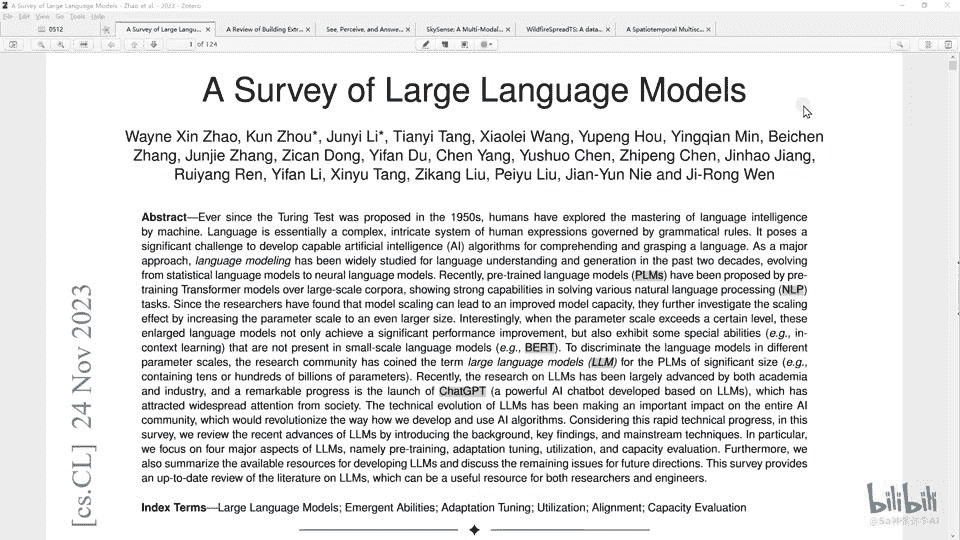 A Survey of Large Language Models - Zhao et al. - 2023 - Zotero
File Edit View Go Tools Help
0512
A Survey of Large Langu...
A Review of Building Extr...
See, Perceive, and Answe...
SkySense: A Multi-Modal...
WildfireSpreadTS: A data...
A Spatiotemporal Multisc...
1 of 124
A Survey of Large Language Models
Wayne Xin Zhao, Kun Zhou*, Junyi Li*, Tianyi Tang, Xiaolei Wang, Yupeng Hou, Yingqian Min, Beichen
Zhang, Junjie Zhang, Zican Dong, Yifan Du, Chen Yang, Yushuo Chen, Zhipeng Chen, Jinhao Jiang,
Ruiyang Ren, Yifan Li, Xinyu Tang, Zikang Liu, Peiyu Liu, Jian-Yun Nie and Ji-Rong Wen
Abstract—Ever since the Turing Test was proposed in the 1950s, humans have explored the mastering of language intelligence
by machine. Language is essentially a complex, intricate system of human expressions governed by grammatical rules. It poses a
significant challenge to develop capable artificial intelligence (AI) algorithms for comprehending and grasping a language. As a major
approach, language modeling has been widely studied for language understanding and generation in the past two decades, evolving
from statistical language models to neural language models. Recently, pre-trained language models (PLMs) have been proposed by pre-
training Transformer models over large-scale corpora, showing strong capabilities in solving various natural language processing (NLP)
tasks. Since the researchers have found that model scaling can lead to an improved model capacity, they further investigate the scaling
effect by increasing the parameter scale to an even larger size. Interestingly, when the parameter scale exceeds a certain level, these
enlarged language models not only achieve a significant performance improvement, but also exhibit some special abilities (e.g., in-
context learning) that are not present in small-scale language models (e.g., BERT). To discriminate the language models in different
parameter scales, the research community has coined the term large language models (LLM) for the PLMs of significant size (e.g.,
containing tens or hundreds of billions of parameters). Recently, the research on LLMs has been largely advanced by both academia
and industry, and a remarkable progress is the launch of ChatGPT (a powerful AI chatbot developed based on LLMs), which has
attracted widespread attention from society. The technical evolution of LLMs has been making an important impact on the entire AI
community, which would revolutionize the way how we develop and use AI algorithms. Considering this rapid technical progress, in this
survey, we review the recent advances of LLMs by introducing the background, key findings, and mainstream techniques. In particular,
we focus on four major aspects of LLMs, namely pre-training, adaptation tuning, utilization, and capacity evaluation. Furthermore, we
also summarize the available resources for developing LLMs and discuss the remaining issues for future directions. This survey provides
an up-to-date review of the literature on LLMs, which can be a useful resource for both researchers and engineers.
Index Terms—Large Language Models; Emergent Abilities; Adaptation Tuning; Utilization; Alignment; Capacity Evaluation
[cs.CL] 24 Nov 2023
bilibili